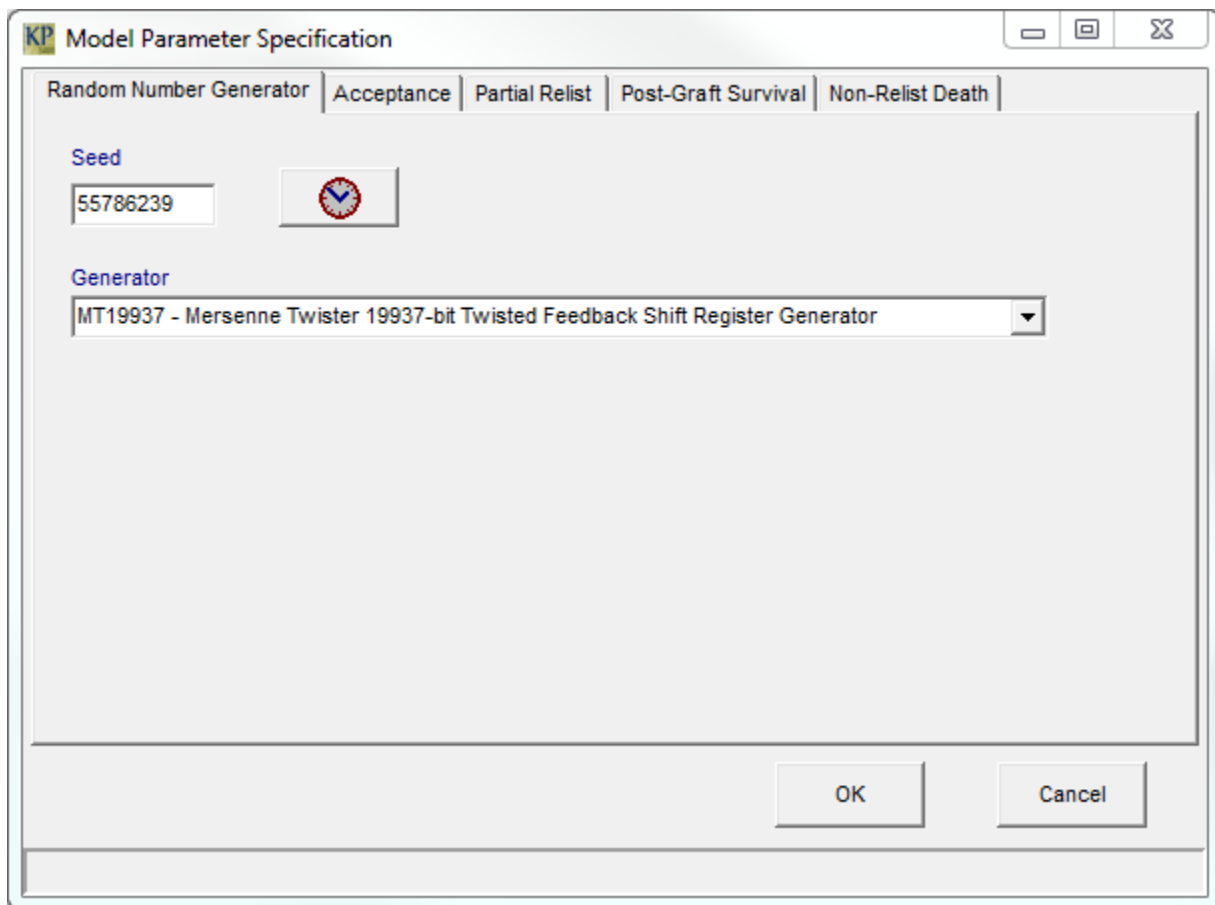 KP Model Parameter Specification
Random Number Generator Acceptance Partial Relist Post-Graft Survival Non-Relist Death
Seed
55786239
Generator
MT19937 - Mersenne Twister 19937-bit Twisted Feedback Shift Register Generator
OK Cancel